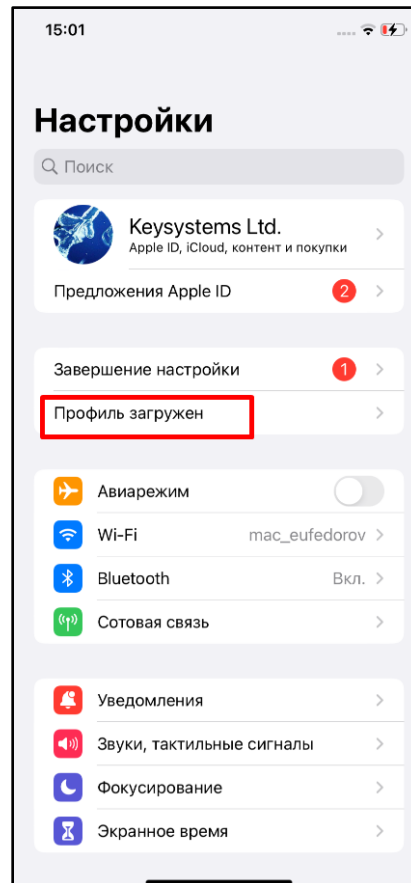 15:01
Настройки
Поиск
Keysystems Ltd.
Apple ID, iCloud, контент и покупки
Предложения Apple ID 2
Завершение настройки 1
Профиль загружен
Авиарежим
Wi-Fi mac_eufedorov
Bluetooth Вкл.
Сотовая связь
Уведомления
Звуки, тактильные сигналы
Фокусирование
Экранное время